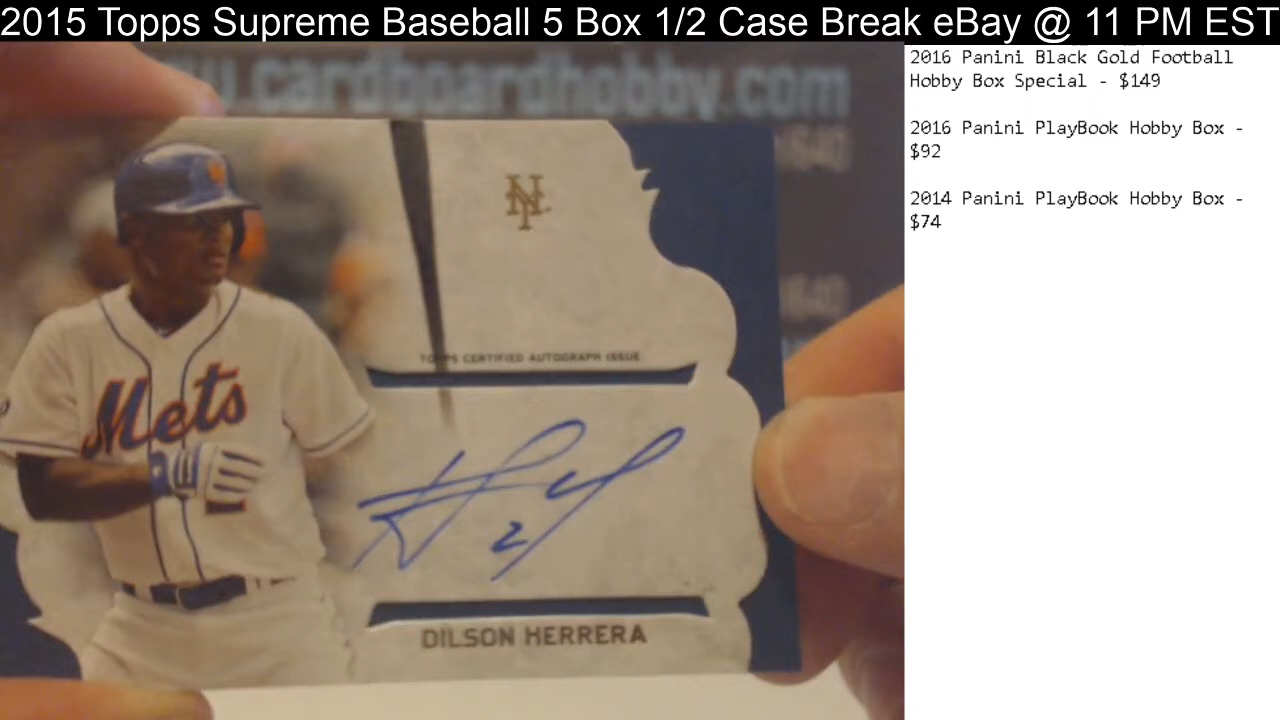 2015 Topps Supreme Baseball 5 Box 1/2 Case Break eBay @ 11 PM EST
2016 Panini Black Gold Football
Hobby Box Special - $149
2016 Panini PlayBook Hobby Box -
$92
2014 Panini PlayBook Hobby Box -
$74
.cardboardhobby.com
NY
TOPPS CERTIFIED AUTOGRAPH ISSUE
Mets
2
DILSON HERRERA